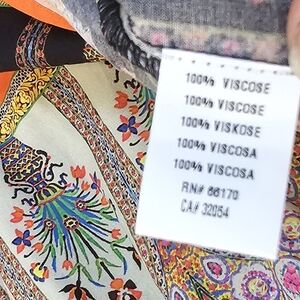 100% VISCOSE
100% VISCOSE
100% VISKOSE
100% VISCOSA
100% VISCOSA
RN# 66170
CA# 32054